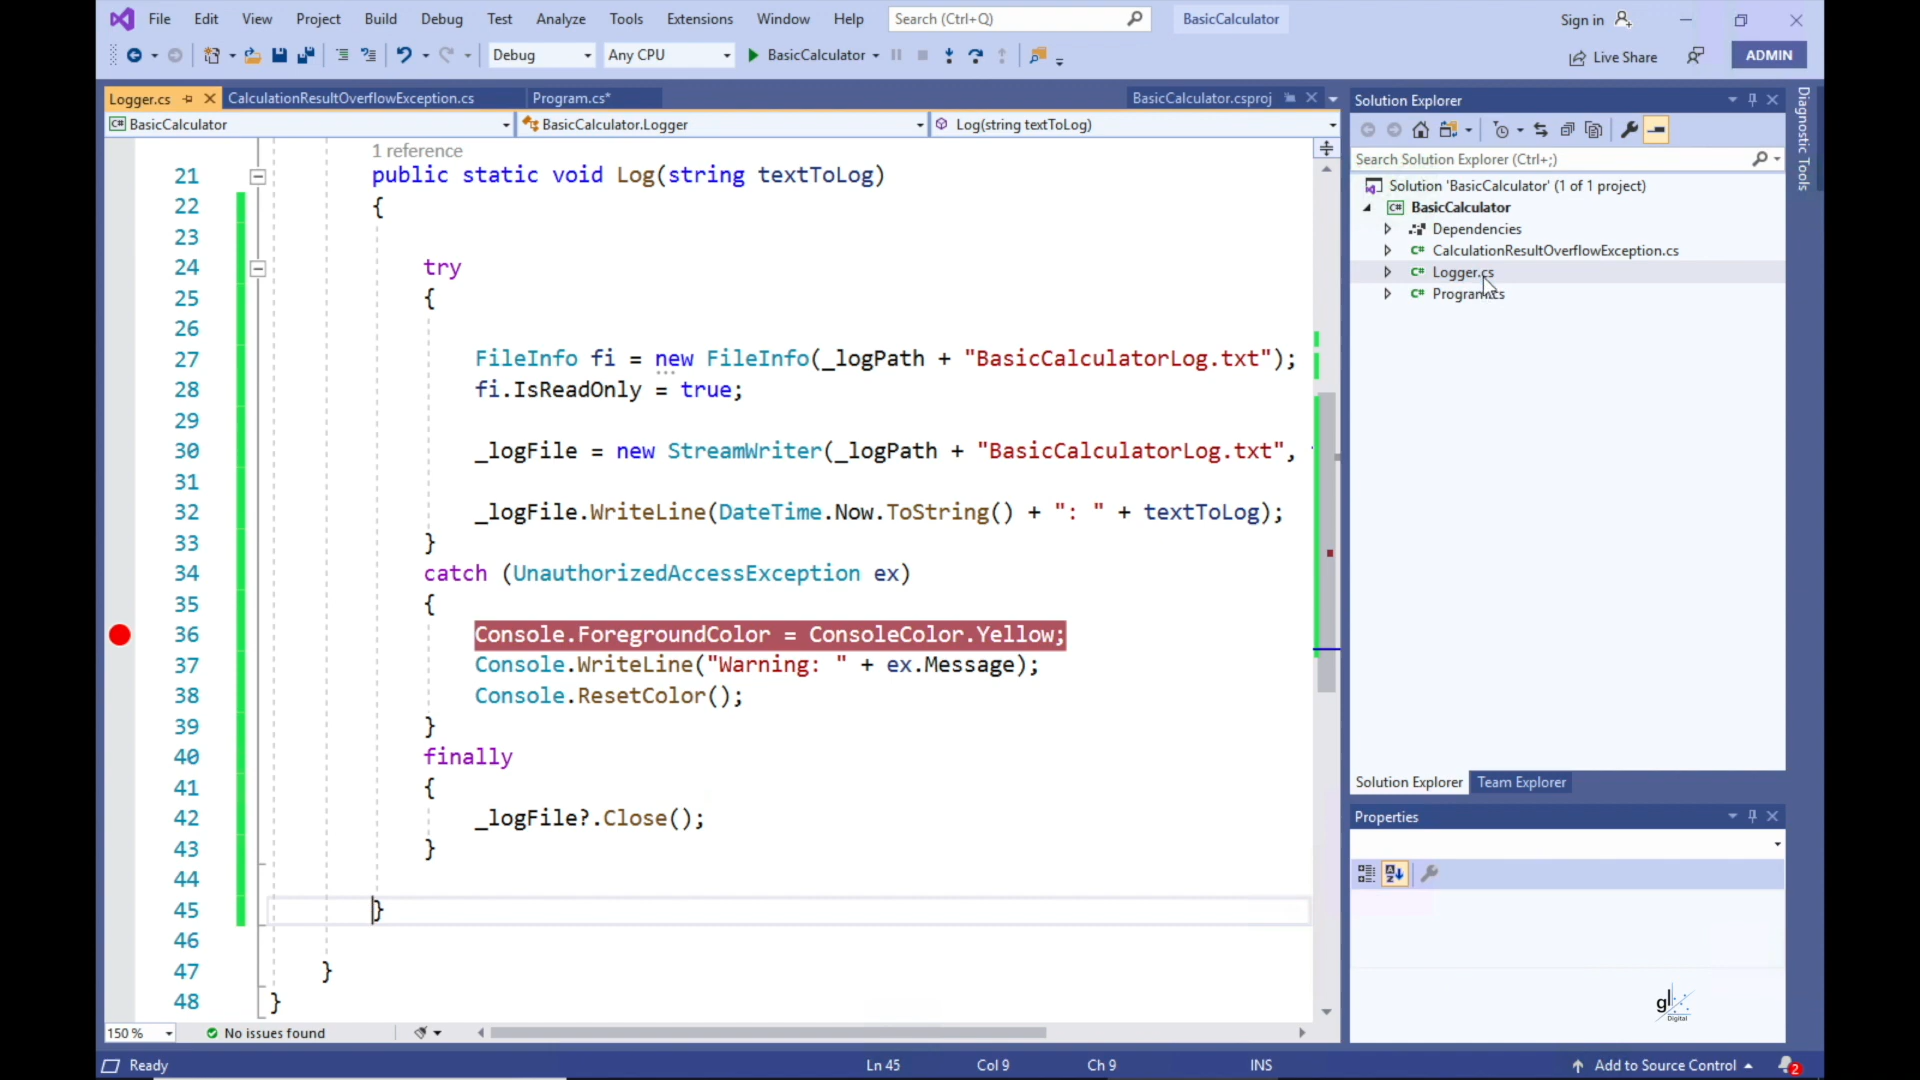 File Edit View Project Build Debug Test Analyze Tools Extensions Window Help Search (Ctrl+Q) BasicCalculator Sign in
Debug Any CPU BasicCalculator Live Share ADMIN
Logger.cs CalculationResultOverflowException.cs Program.cs* BasicCalculator.csproj
BasicCalculator BasicCalculator.Logger Log(string textToLog)
1 reference
21 public static void Log(string textToLog)
22 {
23
24 try
25 {
26
27 FileInfo fi = new FileInfo(_logPath + "BasicCalculatorLog.txt");
28 fi.IsReadOnly = true;
29
30 _logFile = new StreamWriter(_logPath + "BasicCalculatorLog.txt",
31
32 _logFile.WriteLine(DateTime.Now.ToString() + ": " + textToLog);
33 }
34 catch (UnauthorizedAccessException ex)
35 {
36 Console.ForegroundColor = ConsoleColor.Yellow;
37 Console.WriteLine("Warning: " + ex.Message);
38 Console.ResetColor();
39 }
40 finally
41 {
42 _logFile?.Close();
43 }
44
45 }
46
47 }
48 }
150 % No issues found
Ready Ln 45 Col 9 Ch 9 INS Add to Source Control 2
Solution Explorer
Search Solution Explorer (Ctrl+;)
Solution 'BasicCalculator' (1 of 1 project)
BasicCalculator
Dependencies
CalculationResultOverflowException.cs
Logger.cs
Program.cs
Solution Explorer Team Explorer
Properties
Diagnostic Tools
gl
Digital